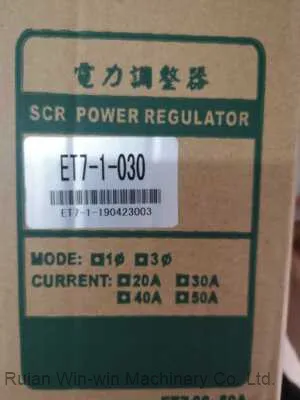 電力調整器
SCR POWER REGULATOR
ET7-1-030
ET7-1-190423003
MODE: 1ø 3ø
CURRENT: 20A 30A
40A 50A
Ruian Win-win Machinery Co. Ltd.